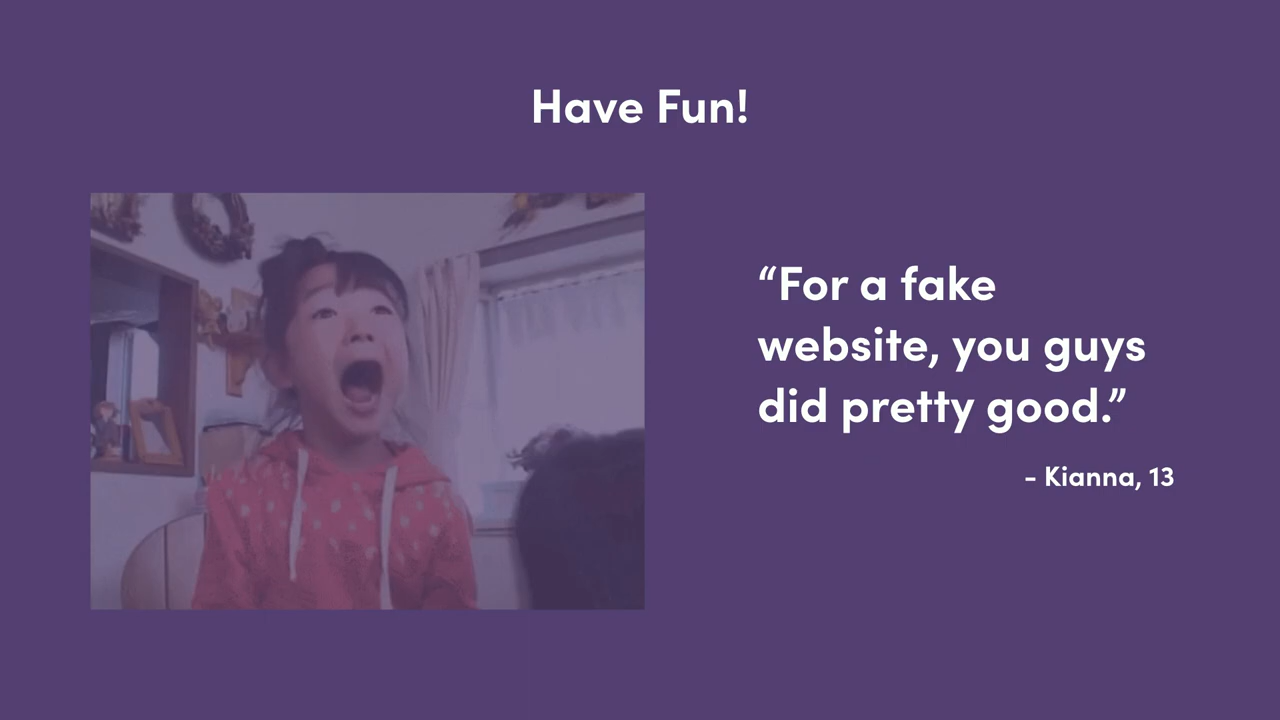 Have Fun!
“For a fake
website, you guys
did pretty good.”
- Kianna, 13